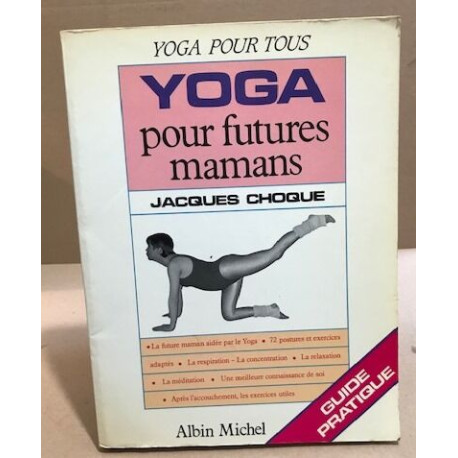 YOGA POUR TOUS
YOGA
pour futures
mamans
JACQUES CHOQUE
• La future maman aidée par le Yoga • 72 postures et exercices
adaptés • La respiration – La concentration • La relaxation
• La méditation • Une meilleure connaissance de soi
• Après l'accouchement, les exercices utiles
GUIDE
PRATIQUE
Albin Michel